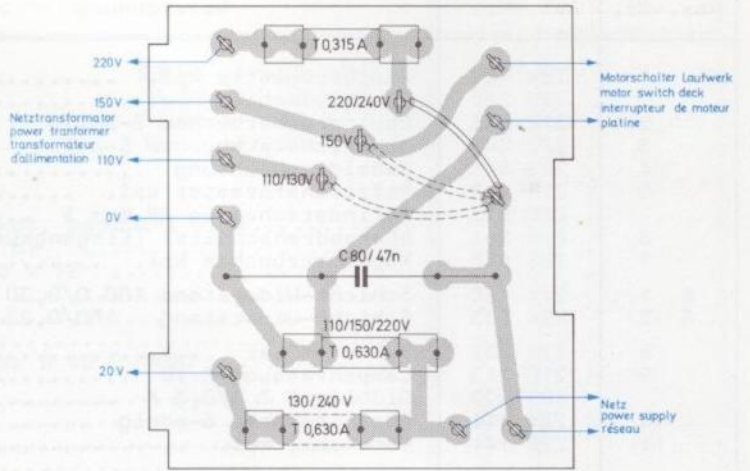 T 0,315 A
220V
150V
Netztransformator
power tranformer
transformateur
d'allimentation
110V
0V
20V
220/240V
150V
110/130V
Motorschalter Laufwerk
motor switch deck
interrupteur de moteur
platine
C80/47n
110/150/220V
T 0,630A
130/240 V
T 0,630A
Netz
power supply
réseau